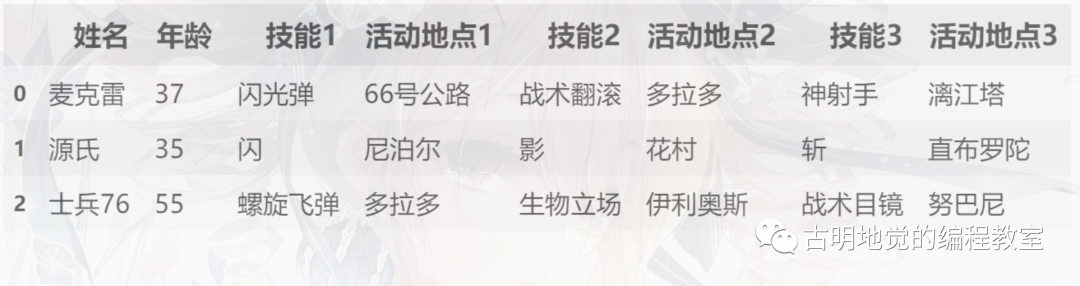 姓名 年龄 技能1 活动地点1 技能2 活动地点2 技能3 活动地点3
0 麦克雷 37 闪光弹 66号公路 战术翻滚 多拉多 神射手 漓江塔
1 源氏 35 闪 尼泊尔 影 花村 斩 直布罗陀
2 士兵76 55 螺旋飞弹 多拉多 生物立场 伊利奥斯 战术目镜 努巴尼
古明地觉的编程教室